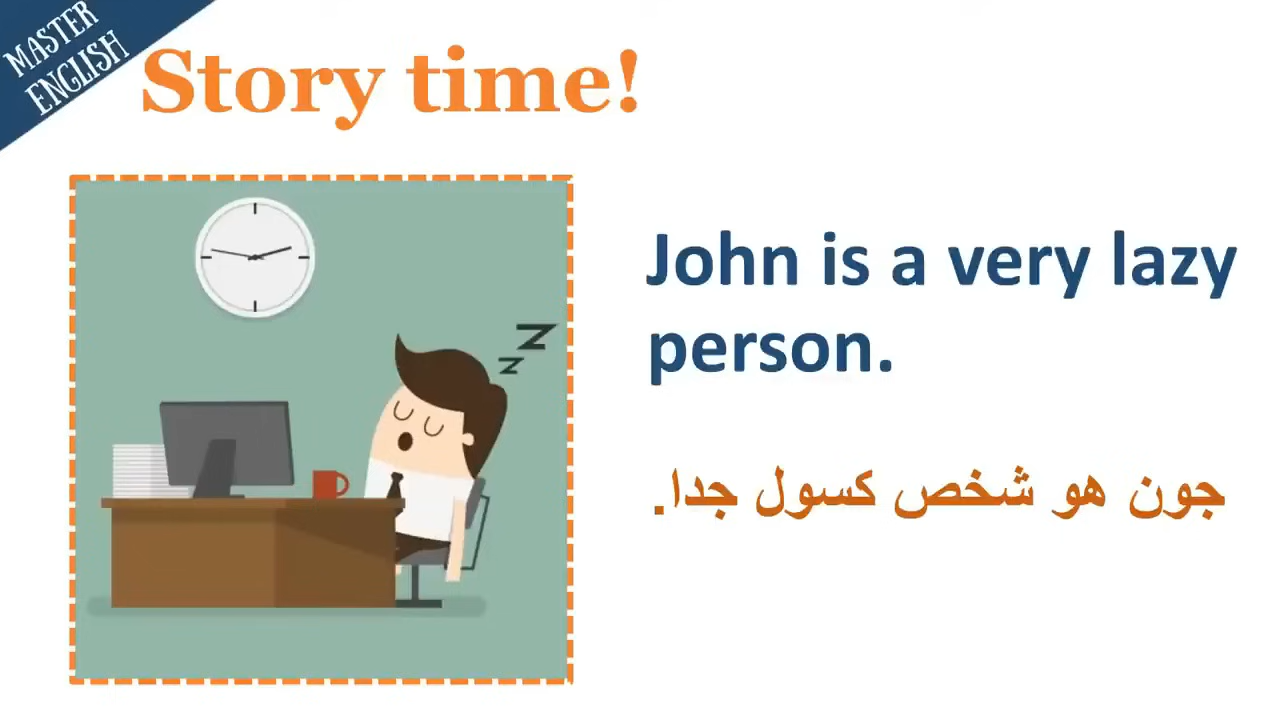 MASTER
ENGLISH
Story time!
z
z
John is a very lazy
person.
جون هو شخص كسول جدا.